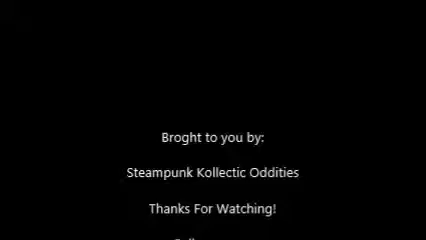 Broght to you by:
Steampunk Kollectic Oddities
Thanks For Watching!